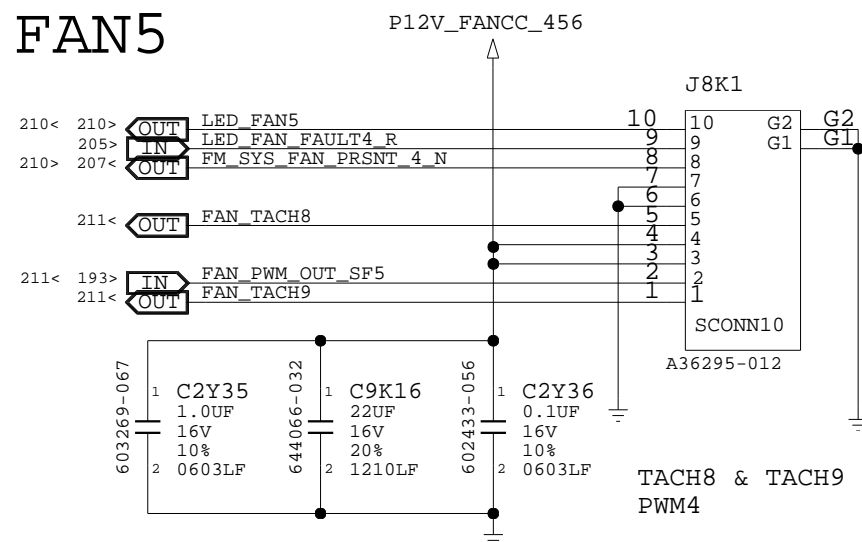 FAN5
P12V_FANCC_456
J8K1
210< 210> OUT LED_FAN5 10 10 G2 G2
205> IN LED_FAN_FAULT4_R 9 9 G1 G1
210> 207< OUT FM_SYS_FAN_PRSNT_4_N 8 8
7 7
6 6
211< OUT FAN_TACH8 5 5
4 4
3 3
211< 193> IN FAN_PWM_OUT_SF5 2 2
211< OUT FAN_TACH9 1 1
SCONN10
A36295-012
603269-067
1 C2Y35
1.0UF
16V
10%
2 0603LF
644066-032
1 C9K16
22UF
16V
20%
2 1210LF
602433-056
1 C2Y36
0.1UF
16V
10%
2 0603LF
TACH8 & TACH9
PWM4